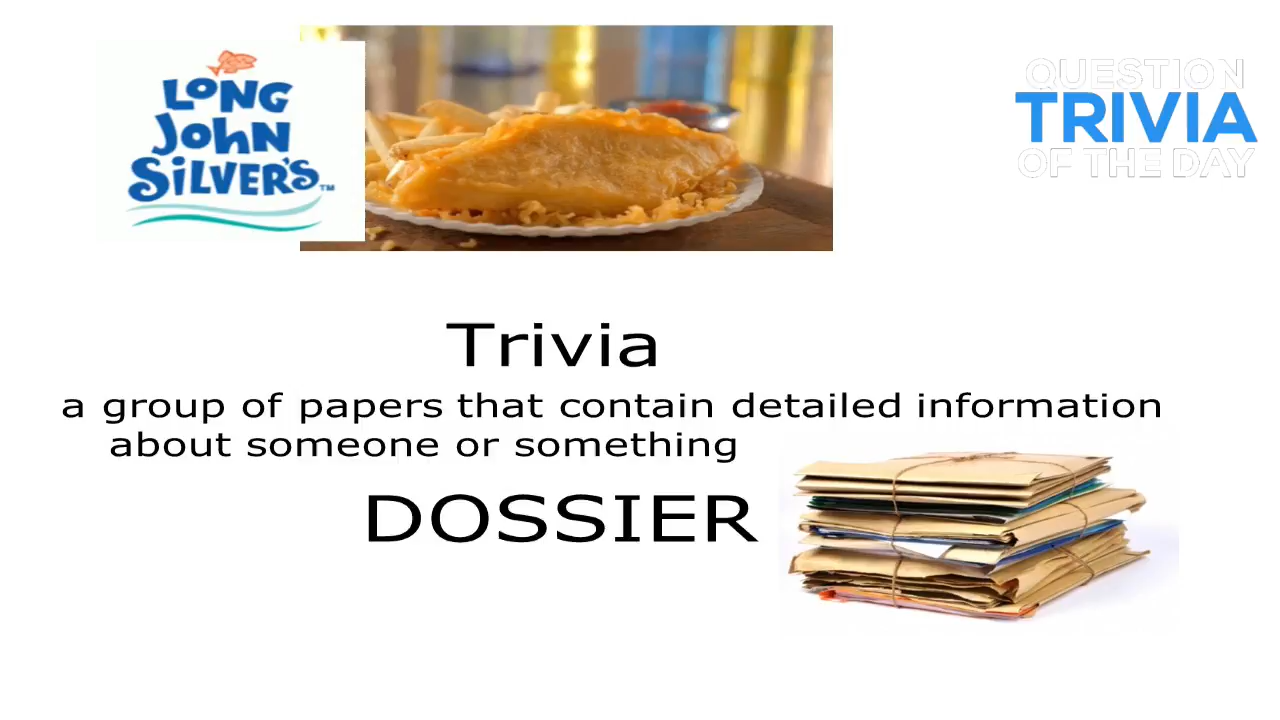 LONG
JOHN
SILVER'S™
QUESTION
TRIVIA
OF THE DAY
Trivia
a group of papers that contain detailed information
about someone or something
DOSSIER